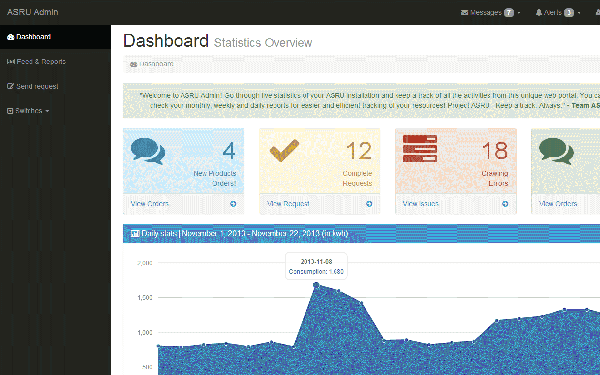 ASRU Admin
Messages 7
Alerts 3
Dashboard
Feed & Reports
Send request
Switches
Dashboard Statistics Overview
Dashboard
"Welcome to ASRU Admin! Go through live statistics of your ASRU installation and keep a track of all the activities from this unique web portal. You ca
check your monthly, weekly and daily reports for easier and efficient tracking of your resources! Project ASRU - Keep a track. Always." - Team AS
4
New Products
Orders!
View Orders
12
Complete
Requests
View Request
18
Crawling
Errors
View Issues
View Orders
Daily stats | November 1, 2013 - November 22, 2013 (in kwh)
2,000
1,500
1,000
500
2013-11-08
Consumption: 1,680